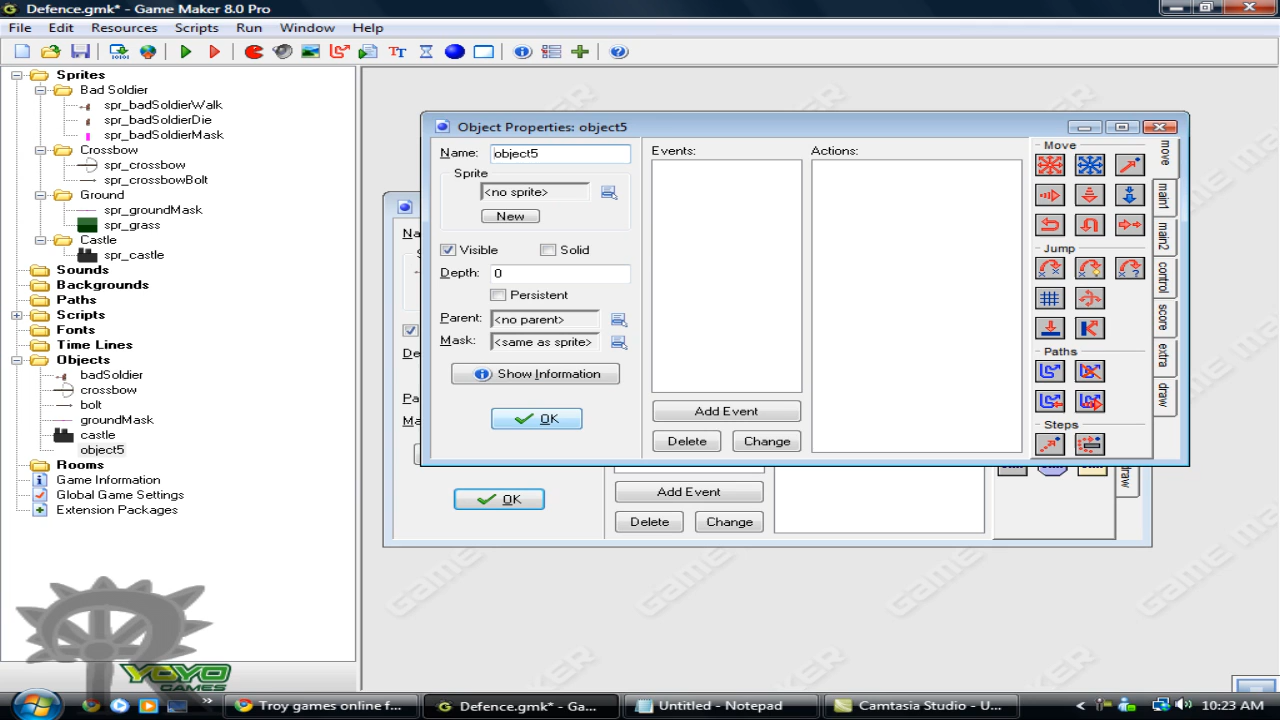 Defence.gmk* - Game Maker 8.0 Pro
File Edit Resources Scripts Run Window Help
Sprites
Bad Soldier
spr_badSoldierWalk
spr_badSoldierDie
spr_badSoldierMask
Crossbow
spr_crossbow
spr_crossbowBolt
Ground
spr_groundMask
spr_grass
Castle
spr_castle
Sounds
Backgrounds
Paths
Scripts
Fonts
Time Lines
Objects
badSoldier
crossbow
bolt
groundMask
castle
object5
Rooms
Game Information
Global Game Settings
Extension Packages
YOYO
GAMES
Object Properties: object5
Name: object5
Sprite
<no sprite>
New
Visible Solid
Depth: 0
Persistent
Parent: <no parent>
Mask: <same as sprite>
Show Information
OK
Events:
Add Event
Delete Change
Actions:
Move
Jump
Paths
Steps
move
main1
main2
control
score
extra
draw
OK
Add Event
Delete Change
GAME MAKER
Troy games online f...
Defence.gmk* - Ga...
Untitled - Notepad
Camtasia Studio - U...
10:23 AM